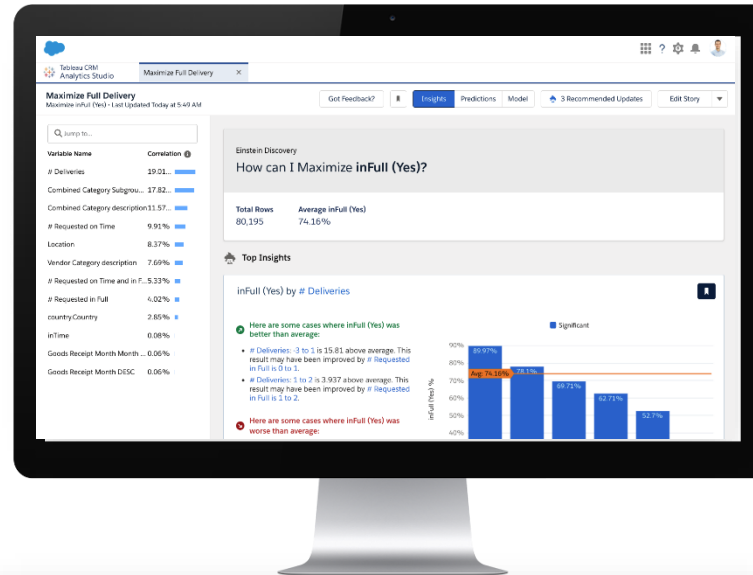 Tableau CRM
Analytics Studio
Maximize Full Delivery ×
?
Maximize Full Delivery
Maximize inFull (Yes) • Last Updated Today at 5:49 AM
Got Feedback?
Insights Predictions Model
3 Recommended Updates
Edit Story
Jump to...
Variable Name Correlation
# Deliveries 19.01...
Combined Category Subgrou... 17.82...
Combined Category description 11.57...
# Requested on Time 9.91%
Location 8.37%
Vendor Category description 7.69%
# Requested on Time and in F... 5.33%
# Requested in Full 4.02%
country.Country 2.85%
inTime 0.08%
Goods Receipt Month Month ... 0.06%
Goods Receipt Month DESC 0.06%
Einstein Discovery
How can I Maximize inFull (Yes)?
Total Rows Average inFull (Yes)
80,195 74.16%
Top Insights
inFull (Yes) by # Deliveries
Here are some cases where inFull (Yes) was
better than average:
• # Deliveries: -3 to 1 is 15.81 above average. This
result may have been improved by # Requested
in Full is 0 to 1.
• # Deliveries: 1 to 2 is 3.937 above average. This
result may have been improved by # Requested
in Full is 1 to 2.
Here are some cases where inFull (Yes) was
worse than average:
Significant
inFull (Yes) %
90%
80%
70%
60%
50%
40%
89.97%
Avg: 74.16%
78.1%
69.71%
62.71%
52.7%